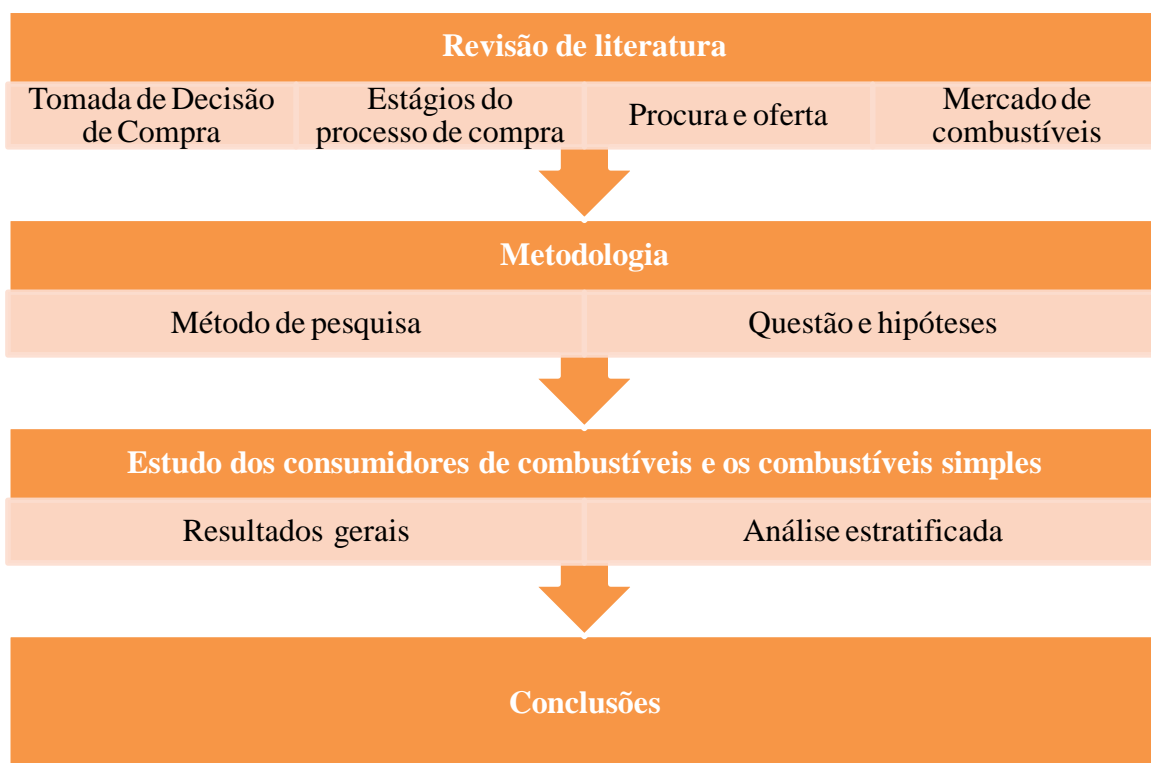 Revisão de literatura
Tomada de Decisão
de Compra
Estágios do
processo de compra
Procura e oferta
Mercado de
combustíveis
Metodologia
Método de pesquisa
Questão e hipóteses
Estudo dos consumidores de combustíveis e os combustíveis simples
Resultados gerais
Análise estratificada
Conclusões